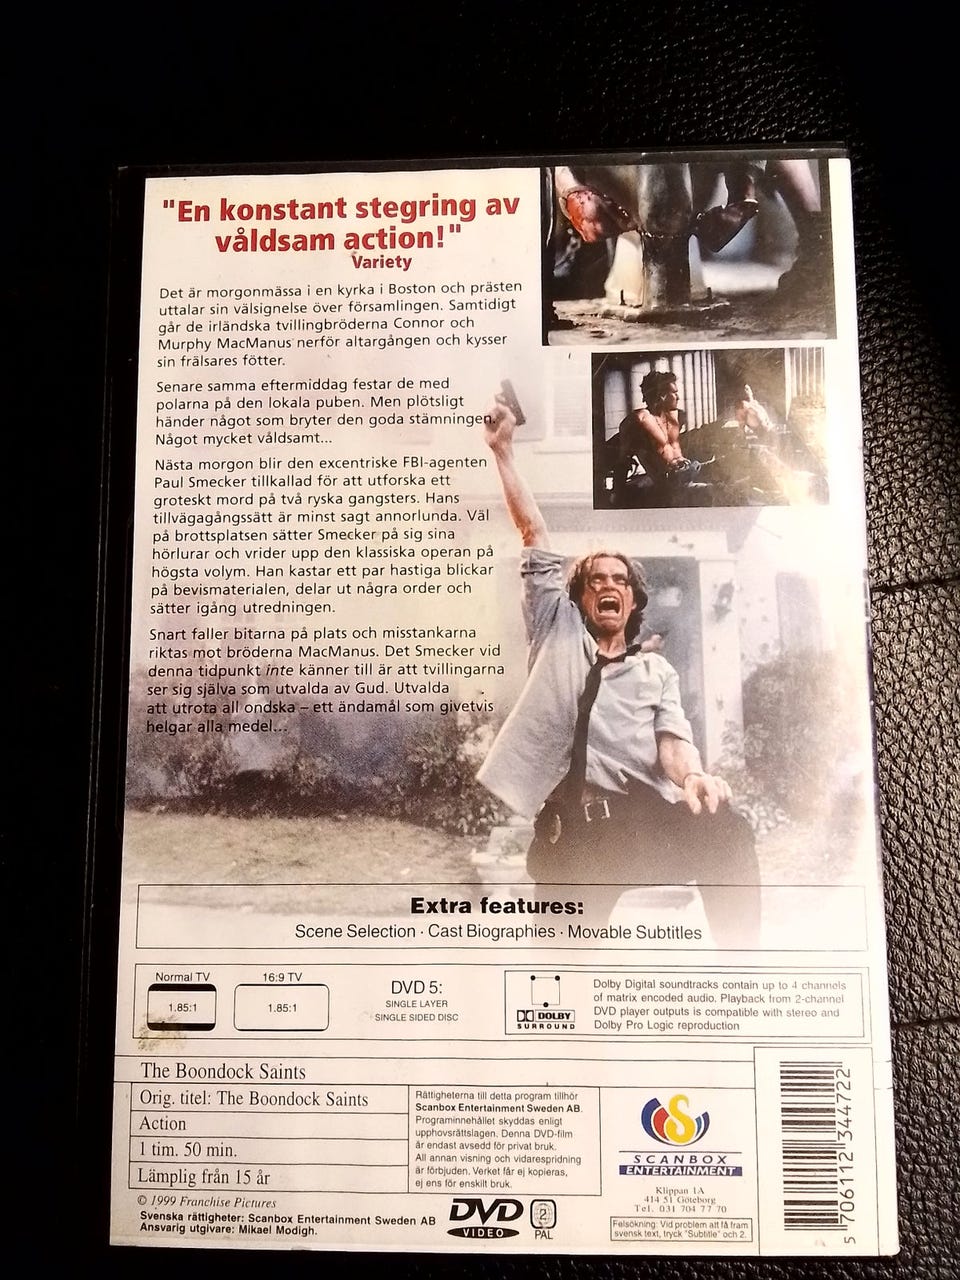 "En konstant stegring av
våldsam action!"
Variety
Det är morgonmässa i en kyrka i Boston och prästen
uttalar sin välsignelse över församlingen. Samtidigt
går de irländska tvillingbröderna Connor och
Murphy MacManus nerför altargången och kysser
sin frälsares fötter.
Senare samma eftermiddag festar de med
polarna på den lokala puben. Men plötsligt
händer något som bryter den goda stämningen.
Något mycket våldsamt...
Nästa morgon blir den excentriske FBI-agenten
Paul Smecker tillkallad för att utforska ett
groteskt mord på två ryska gangsters. Hans
tillvägagångssätt är minst sagt annorlunda. Väl
på brottsplatsen sätter Smecker på sig sina
hörlurar och vrider upp den klassiska operan på
högsta volym. Han kastar ett par hastiga blickar
på bevismaterialen, delar ut några order och
sätter igång utredningen.
Snart faller bitarna på plats och misstankarna
riktas mot bröderna MacManus. Det Smecker vid
denna tidpunkt inte känner till är att tvillingarna
ser sig själva som utvalda av Gud. Utvalda
att utrota all ondska – ett ändamål som givetvis
helgar alla medel...
Extra features:
Scene Selection · Cast Biographies · Movable Subtitles
Normal TV
1.85:1
16:9 TV
1.85:1
DVD 5:
SINGLE LAYER
SINGLE SIDED DISC
DOLBY
SURROUND
Dolby Digital soundtracks contain up to 4 channels
of matrix encoded audio. Playback from 2-channel
DVD player outputs is compatible with stereo and
Dolby Pro Logic reproduction
The Boondock Saints
Orig. titel: The Boondock Saints
Action
1 tim. 50 min.
Lämplig från 15 år
Rättigheterna till detta program tillhör
Scanbox Entertainment Sweden AB.
Programinnehållet skyddas enligt
upphovsrättslagen. Denna DVD-film
är endast avsedd för privat bruk.
All annan visning och vidarespridning
är förbjuden. Verket får ej kopieras,
ej ens för enskilt bruk.
© 1999 Franchise Pictures
Svenska rättigheter: Scanbox Entertainment Sweden AB
Ansvarig utgivare: Mikael Modigh.
DVD
VIDEO
2
PAL
S
SCANBOX
ENTERTAINMENT
Klippan 1A
414 51 Göteborg
Tel. 031 704 77 70
Felsökning: Vid problem att få fram
svensk text, tryck "Subtitle" och 2.
5 706112 344722